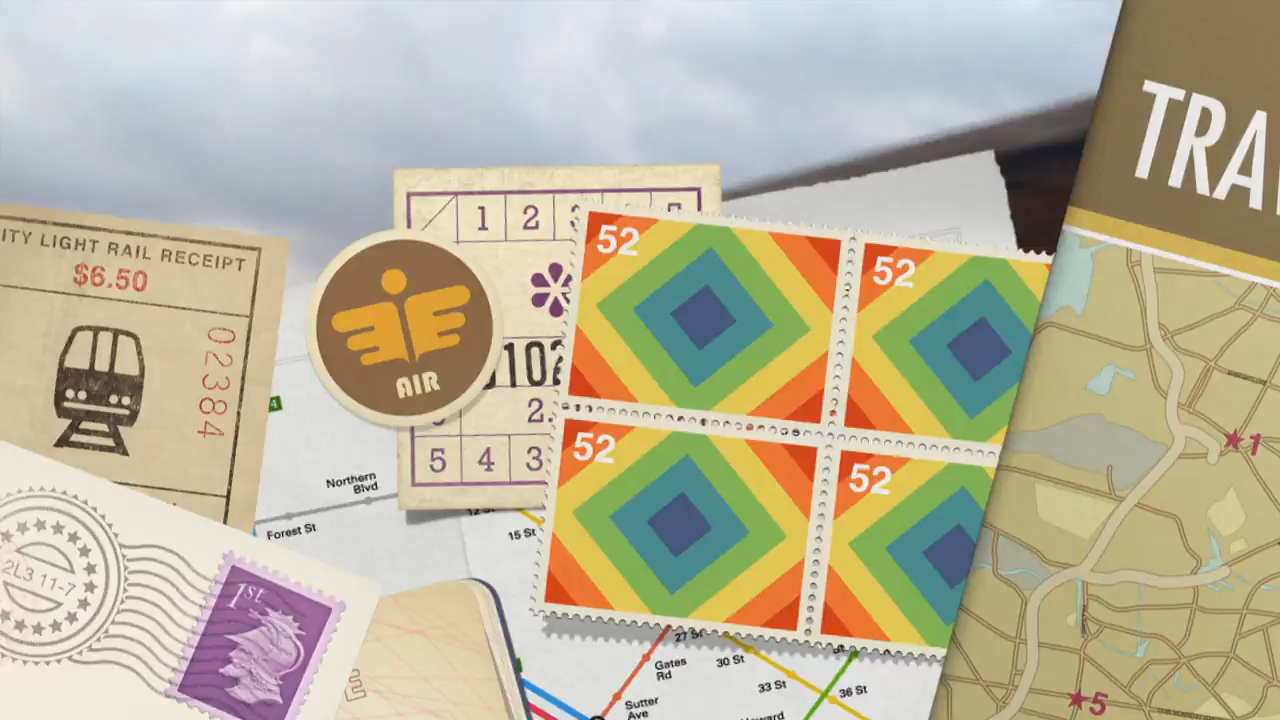 TRA
ITY LIGHT RAIL RECEIPT
$6.50
02384
1 2
AIR
102
2
5 4 3
52
52
52
52
1
5
Northern
Blvd
Forest St
15 St
2L3 11-7
1st
27 St
Gates
Rd
30 St
33 St
36 St
Sutter
Ave